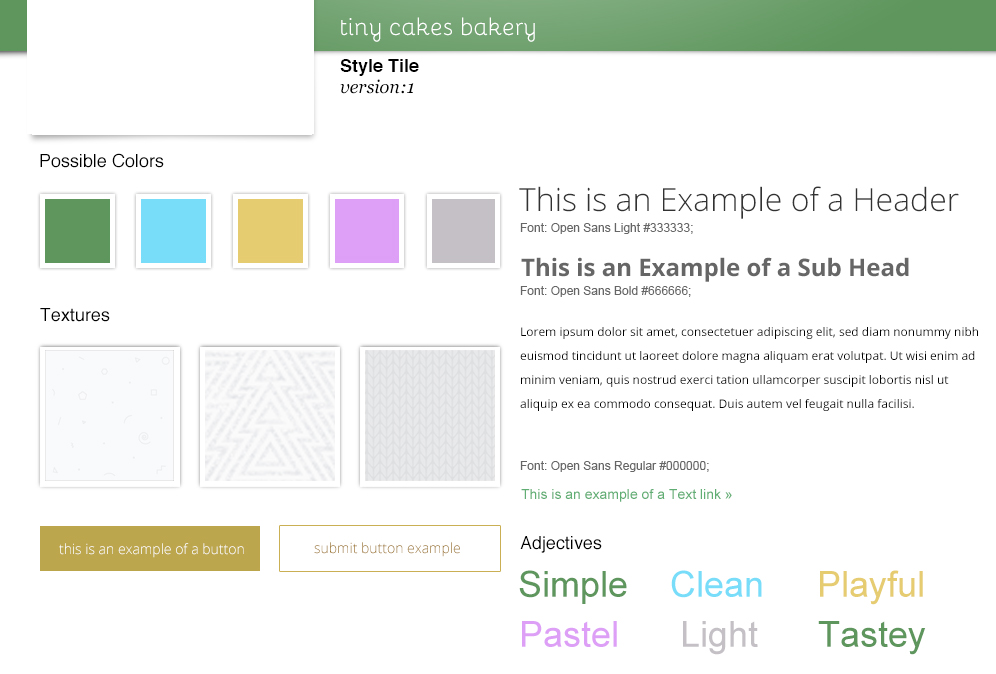 tiny cakes bakery
Style Tile
version:1
Possible Colors
Textures
this is an example of a button
submit button example
This is an Example of a Header
Font: Open Sans Light #333333;
This is an Example of a Sub Head
Font: Open Sans Bold #666666;
Lorem ipsum dolor sit amet, consectetuer adipiscing elit, sed diam nonummy nibh
euismod tincidunt ut laoreet dolore magna aliquam erat volutpat. Ut wisi enim ad
minim veniam, quis nostrud exerci tation ullamcorper suscipit lobortis nisl ut
aliquip ex ea commodo consequat. Duis autem vel feugait nulla facilisi.
Font: Open Sans Regular #000000;
This is an example of a Text link »
Adjectives
Simple Clean Playful
Pastel Light Tastey